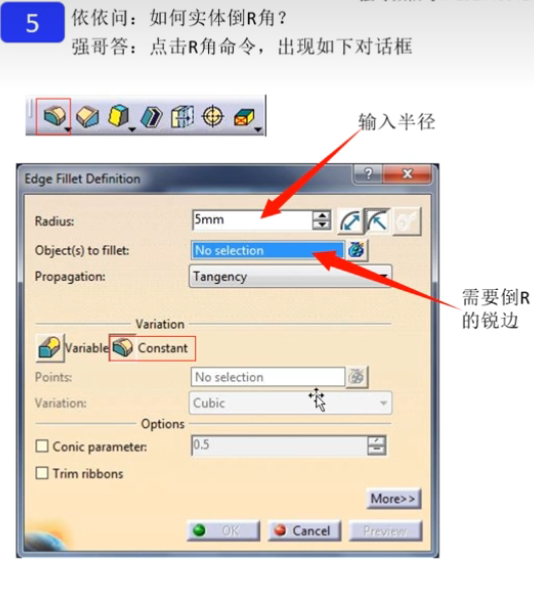 5
依依问：如何实体倒R角？
强哥答：点击R角命令，出现如下对话框
输入半径
Edge Fillet Definition
Radius:
5mm
Object(s) to fillet:
No selection
Propagation:
Tangency
需要倒R
的锐边
Variation
Variable
Constant
Points:
No selection
Variation:
Cubic
Options
Conic parameter:
0.5
Trim ribbons
More>>
OK
Cancel
Preview